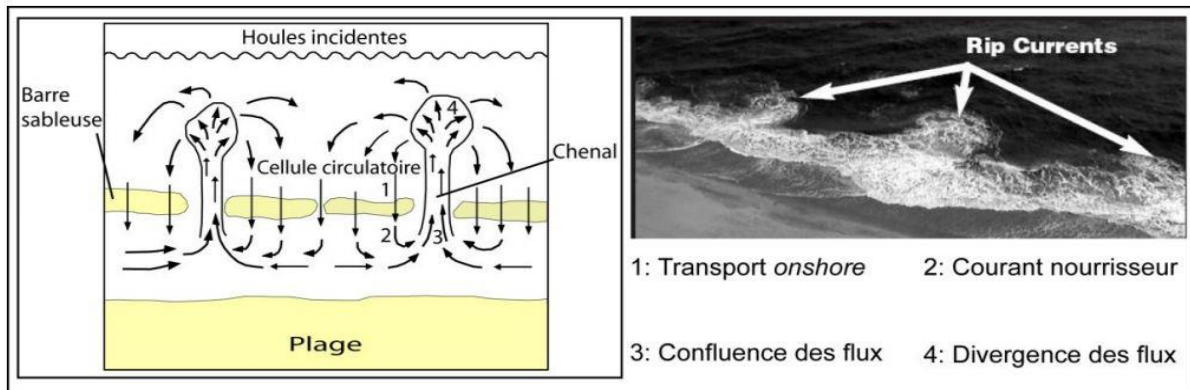 Houles incidentes
Barre
sableuse
4
Cellule circulatoire
Chenal
1
2
3
Plage
Rip Currents
1: Transport onshore
2: Courant nourrisseur
3: Confluence des flux
4: Divergence des flux